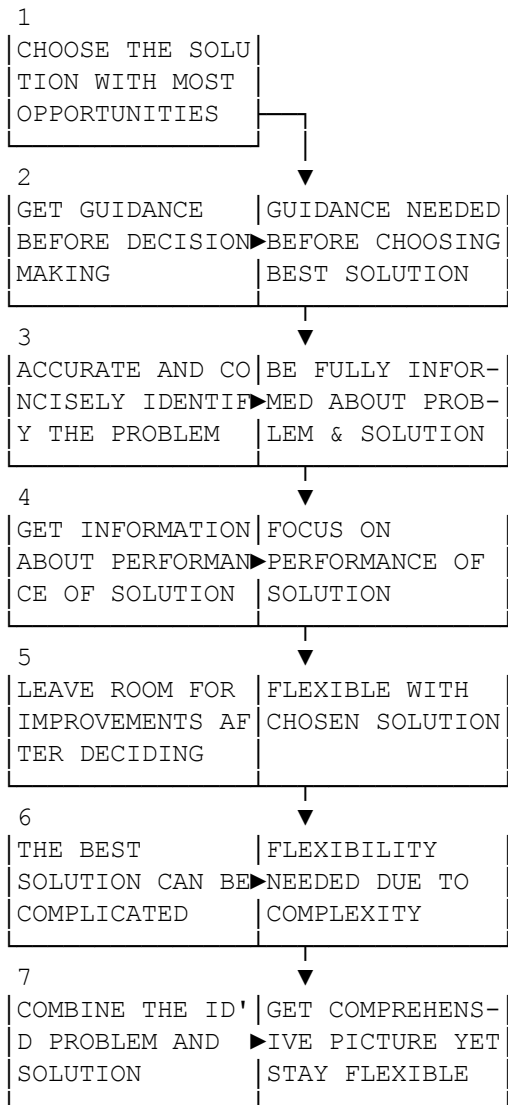 1
CHOOSE THE SOLU
TION WITH MOST
OPPORTUNITIES
2
GET GUIDANCE
BEFORE DECISION
MAKING
GUIDANCE NEEDED
BEFORE CHOOSING
BEST SOLUTION
3
ACCURATE AND CO
NCISELY IDENTIF
Y THE PROBLEM
BE FULLY INFOR-
MED ABOUT PROB-
LEM & SOLUTION
4
GET INFORMATION
ABOUT PERFORMAN
CE OF SOLUTION
FOCUS ON
PERFORMANCE OF
SOLUTION
5
LEAVE ROOM FOR
IMPROVEMENTS AF
TER DECIDING
FLEXIBLE WITH
CHOSEN SOLUTION
6
THE BEST
SOLUTION CAN BE
COMPLICATED
FLEXIBILITY
NEEDED DUE TO
COMPLEXITY
7
COMBINE THE ID'
D PROBLEM AND
SOLUTION
GET COMPREHENS-
IVE PICTURE YET
STAY FLEXIBLE